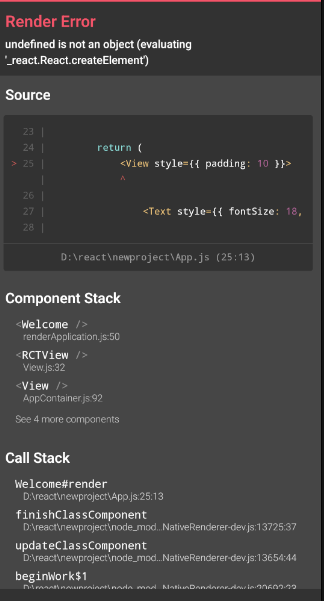 Render Error
undefined is not an object (evaluating
'_react.React.createElement')
Source
23 |
24 | return (
> 25 | <View style={{ padding: 10 }}>
| ^
26 |
27 | <Text style={{ fontSize: 18,
28 |
D:\react\newproject\App.js (25:13)
Component Stack
<Welcome />
renderApplication.js:50
<RCTView />
View.js:32
<View />
AppContainer.js:92
See 4 more components
Call Stack
Welcome#render
D:\react\newproject\App.js:25:13
finishClassComponent
D:\react\newproject\node_mod...NativeRenderer-dev.js:13725:37
updateClassComponent
D:\react\newproject\node_mod...NativeRenderer-dev.js:13654:44
beginWork$1
D:\react\newproject\node_mod...NativeRenderer-dev.js:20692:23